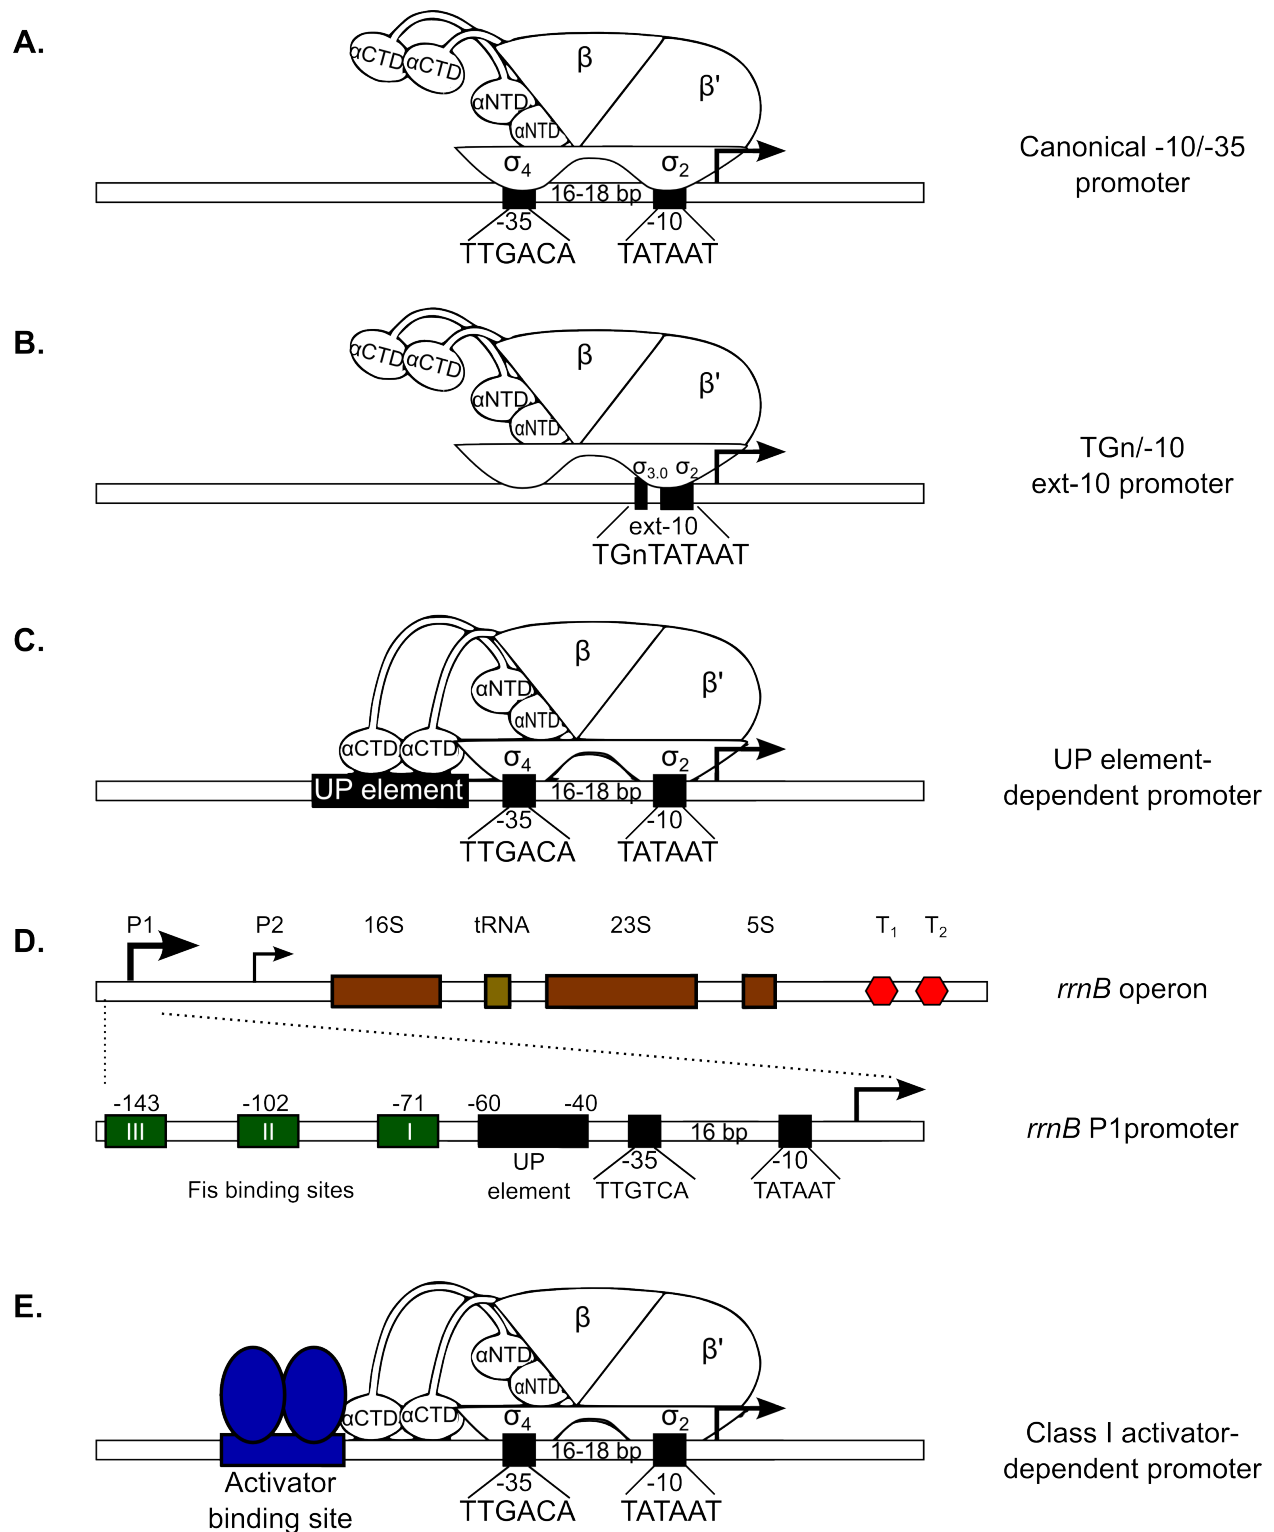 A.
αCTD αCTD αNTD αNTD β β'
σ4 σ2
16-18 bp
-35 -10
TTGACA TATAAT
Canonical -10/-35
promoter
B.
αCTD αCTD αNTD αNTD β β'
σ3.0 σ2
ext-10
TGnTATAAT
TGn/-10
ext-10 promoter
C.
αCTD αCTD αNTD αNTD β β'
σ4 σ2
UP element 16-18 bp
-35 -10
TTGACA TATAAT
UP element-
dependent promoter
D.
P1 P2 16S tRNA 23S 5S T1 T2
rrnB operon
-143 -102 -71 -60 -40
III II I 16 bp
UP
element
-35 -10
Fis binding sites
TTGTCA TATAAT
rrnB P1promoter
E.
αCTD αCTD αNTD αNTD β β'
σ4 σ2
16-18 bp
Activator
binding site
-35 -10
TTGACA TATAAT
Class I activator-
dependent promoter